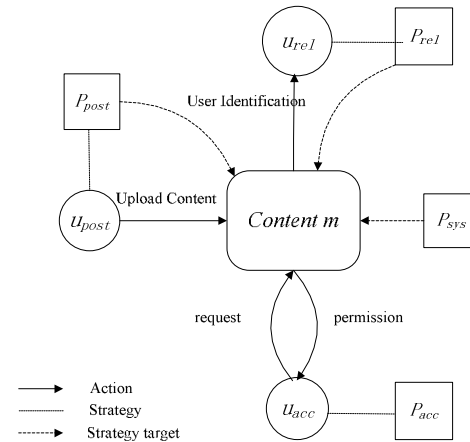 u_rel
P_rel
P_post
User Identification
Upload Content
u_post
Content m
P_sys
request
permission
u_acc
P_acc
Action
Strategy
Strategy target